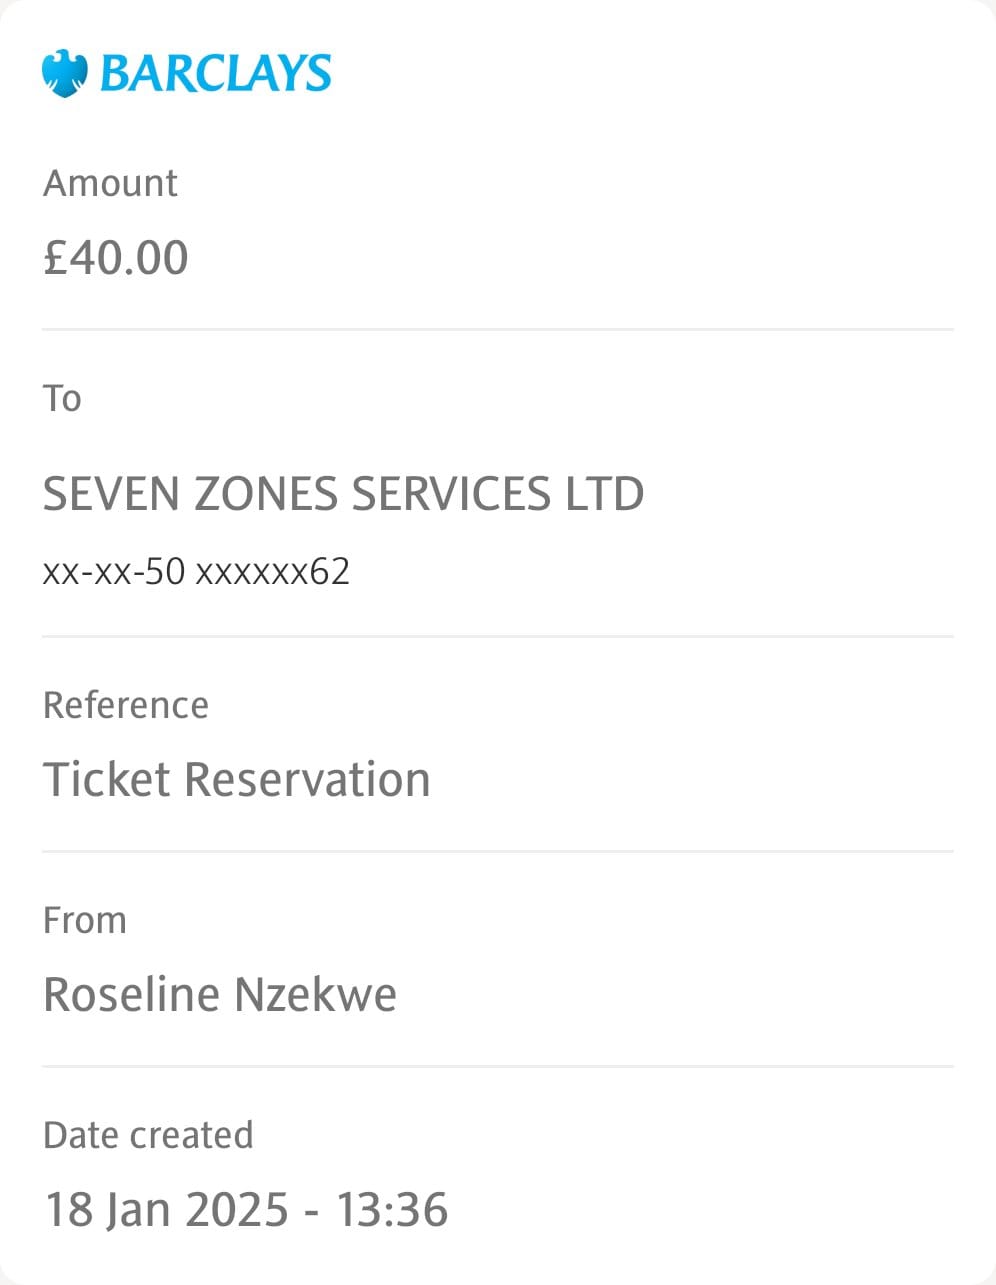 BARCLAYS
Amount
£40.00
To
SEVEN ZONES SERVICES LTD
xx-xx-50 xxxxxx62
Reference
Ticket Reservation
From
Roseline Nzekwe
Date created
18 Jan 2025 - 13:36